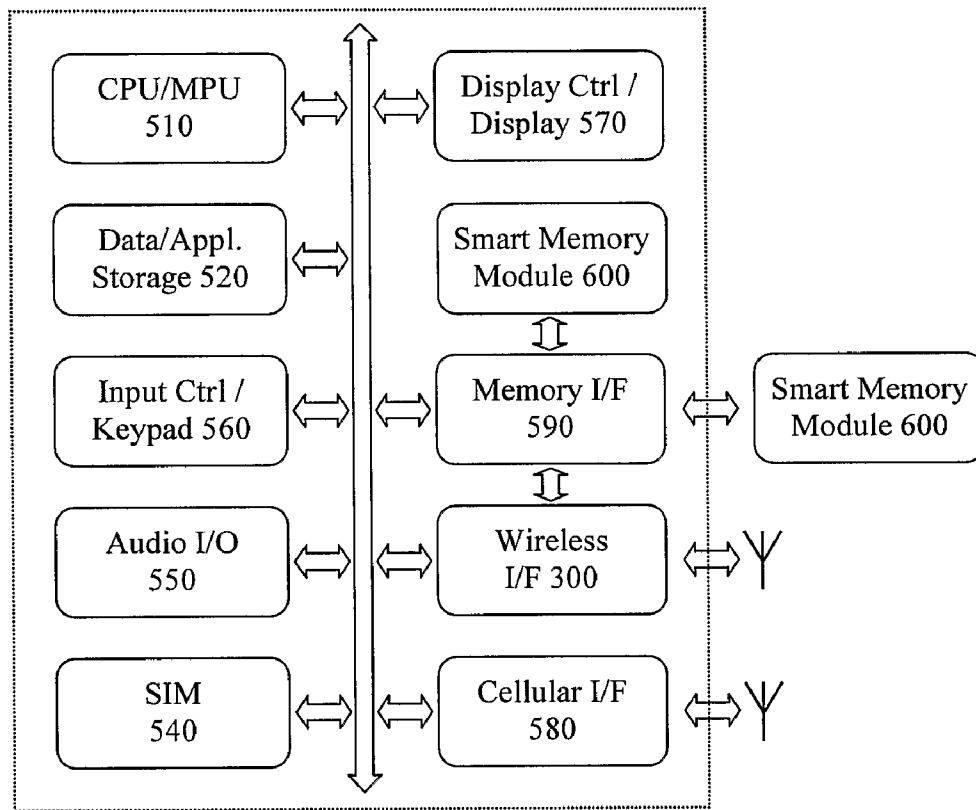 CPU/MPU
510
Display Ctrl /
Display 570
Data/Appl.
Storage 520
Smart Memory
Module 600
Input Ctrl /
Keypad 560
Memory I/F
590
Smart Memory
Module 600
Audio I/O
550
Wireless
I/F 300
SIM
540
Cellular I/F
580